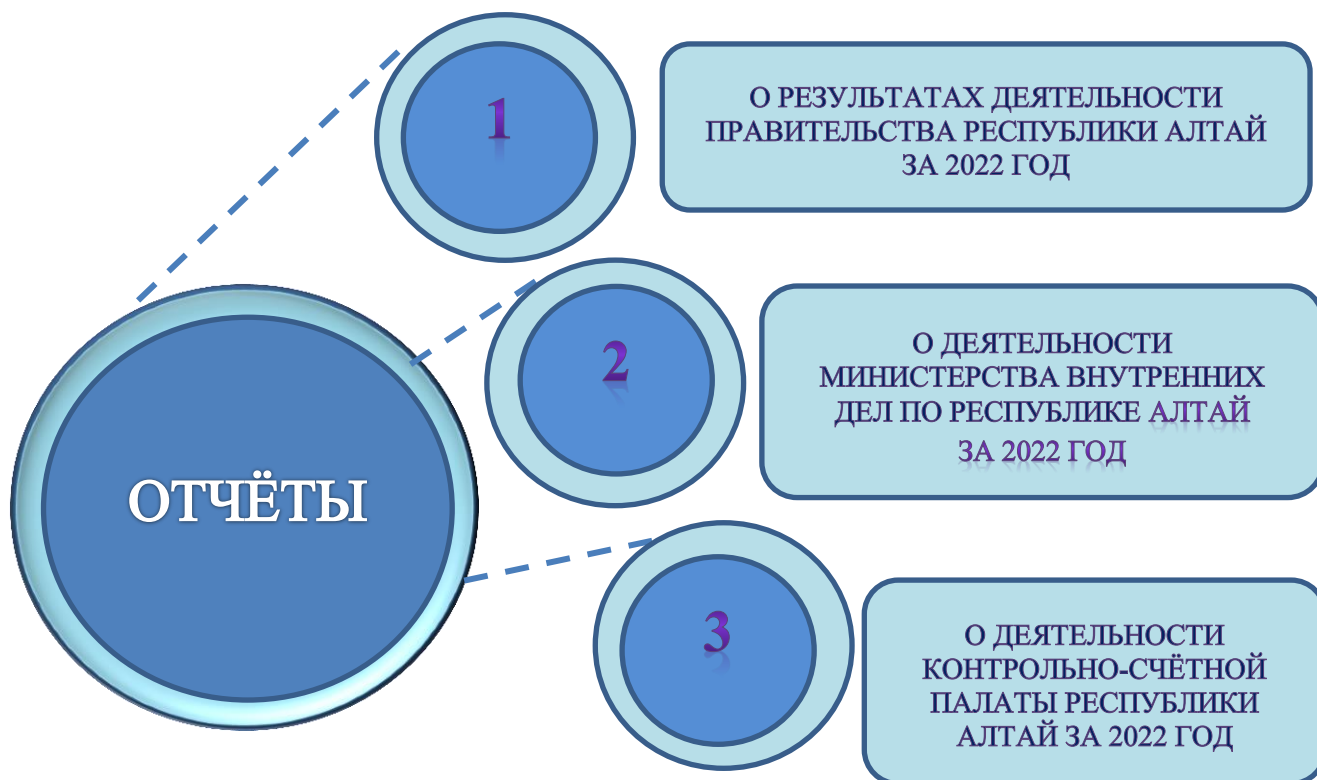 ОТЧЁТЫ
1
О РЕЗУЛЬТАТАХ ДЕЯТЕЛЬНОСТИ
ПРАВИТЕЛЬСТВА РЕСПУБЛИКИ АЛТАЙ
ЗА 2022 ГОД
2
О ДЕЯТЕЛЬНОСТИ
МИНИСТЕРСТВА ВНУТРЕННИХ
ДЕЛ ПО РЕСПУБЛИКЕ АЛТАЙ
ЗА 2022 ГОД
3
О ДЕЯТЕЛЬНОСТИ
КОНТРОЛЬНО-СЧЁТНОЙ
ПАЛАТЫ РЕСПУБЛИКИ
АЛТАЙ ЗА 2022 ГОД